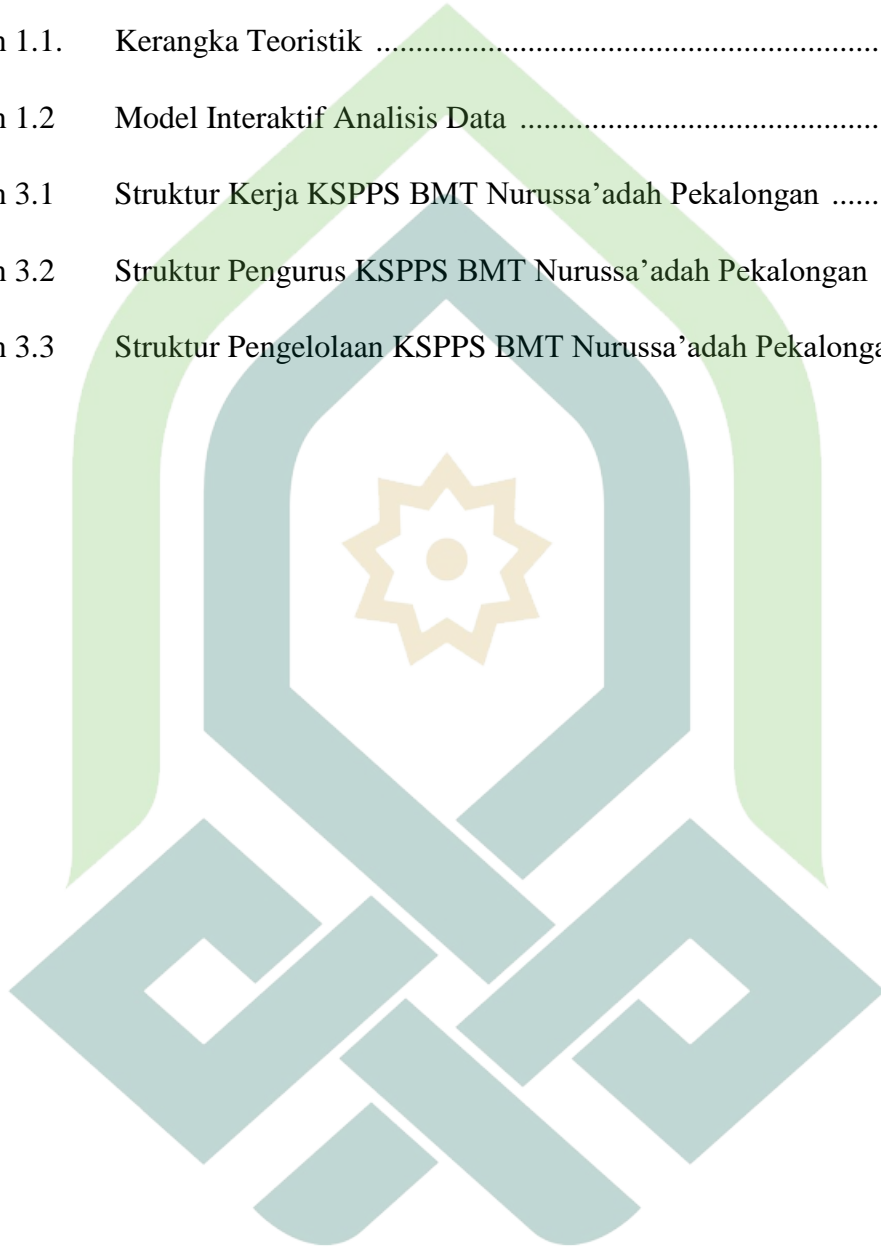 n 1.1. Kerangka Teoristik ........................................................................
n 1.2 Model Interaktif Analisis Data ...................................................
n 3.1 Struktur Kerja KSPPS BMT Nurussa’adah Pekalongan ......
n 3.2 Struktur Pengurus KSPPS BMT Nurussa’adah Pekalongan
n 3.3 Struktur Pengelolaan KSPPS BMT Nurussa’adah Pekalonga